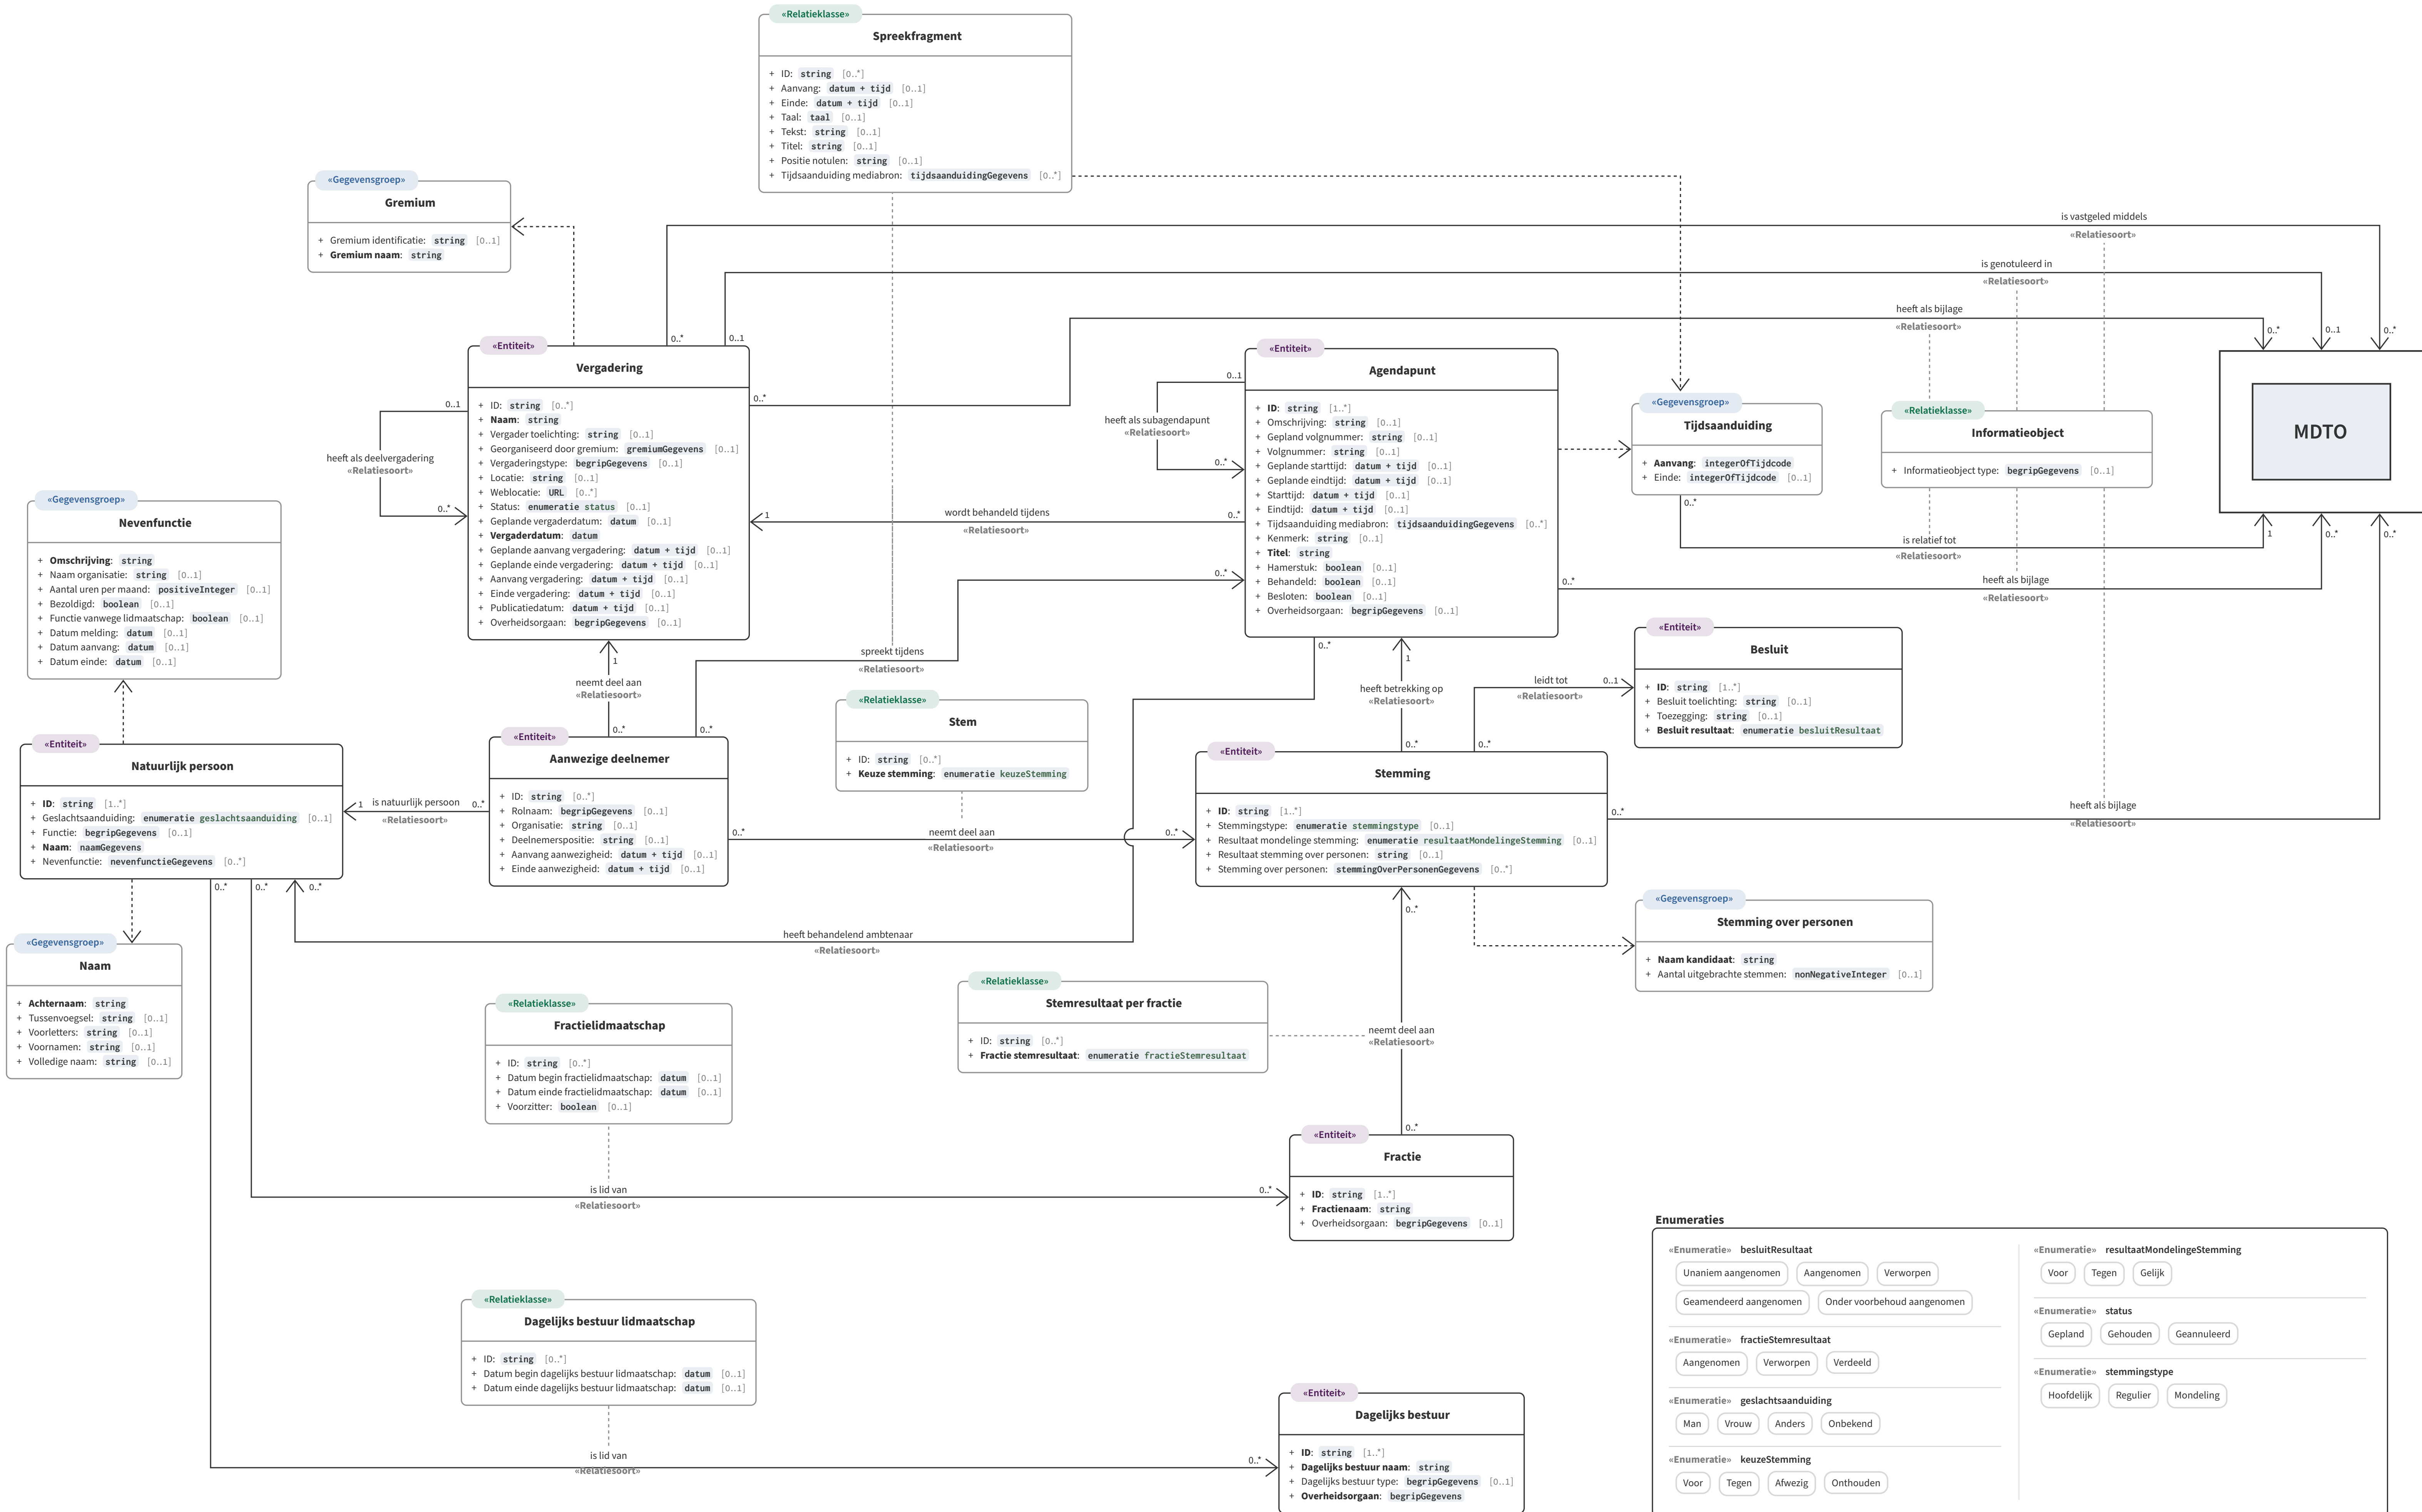 «Relatieklasse»
Spreekfragment
+ ID: string [0..*]
+ Aanvang: datum + tijd [0..1]
+ Einde: datum + tijd [0..1]
+ Taal: taal [0..1]
+ Tekst: string [0..1]
+ Titel: string [0..1]
+ Positie notulen: string [0..1]
+ Tijdsaanduiding mediabron: tijdsaanduidingGegevens [0..*]
«Gegevensgroep»
Gremium
+ Gremium identificatie: string [0..1]
+ Gremium naam: string
is vastgeled middels
«Relatiesoort»
is genotuleerd in
«Relatiesoort»
heeft als bijlage
«Relatiesoort»
0..*
0..1
0..*
0..1
0..*
«Entiteit»
Vergadering
+ ID: string [0..*]
+ Naam: string
+ Vergader toelichting: string [0..1]
+ Georganiseerd door gremium: gremiumGegevens [0..1]
+ Vergaderingstype: begripGegevens [0..1]
+ Locatie: string [0..1]
+ Weblocatie: URL [0..*]
+ Status: enumeratie status [0..1]
+ Geplande vergaderdatum: datum [0..1]
+ Vergaderdatum: datum
+ Geplande aanvang vergadering: datum + tijd [0..1]
+ Geplande einde vergadering: datum + tijd [0..1]
+ Aanvang vergadering: datum + tijd [0..1]
+ Einde vergadering: datum + tijd [0..1]
+ Publicatiedatum: datum + tijd [0..1]
+ Overheidsorgaan: begripGegevens [0..1]
0..*
0..1
heeft als deelvergadering
«Relatiesoort»
0..*
«Entiteit»
Agendapunt
+ ID: string [1..*]
+ Omschrijving: string [0..1]
+ Gepland volgnummer: string [0..1]
+ Volgnummer: string [0..1]
+ Geplande starttijd: datum + tijd [0..1]
+ Geplande eindtijd: datum + tijd [0..1]
+ Starttijd: datum + tijd [0..1]
+ Eindtijd: datum + tijd [0..1]
+ Tijdsaanduiding mediabron: tijdsaanduidingGegevens [0..*]
+ Kenmerk: string [0..1]
+ Titel: string
+ Hamerstuk: boolean [0..1]
+ Behandeld: boolean [0..1]
+ Besloten: boolean [0..1]
+ Overheidsorgaan: begripGegevens [0..1]
0..1
heeft als subagendapunt
«Relatiesoort»
0..*
«Gegevensgroep»
Tijdsaanduiding
+ Aanvang: integerOfTijdcode
+ Einde: integerOfTijdcode [0..1]
«Relatieklasse»
Informatieobject
+ Informatieobject type: begripGegevens [0..1]
MDTO
0..*
is relatief tot
«Relatiesoort»
1
0..*
0..*
1
wordt behandeld tijdens
«Relatiesoort»
0..*
0..*
0..*
heeft als bijlage
«Relatiesoort»
«Gegevensgroep»
Nevenfunctie
+ Omschrijving: string
+ Naam organisatie: string [0..1]
+ Aantal uren per maand: positiveInteger [0..1]
+ Bezoldigd: boolean [0..1]
+ Functie vanwege lidmaatschap: boolean [0..1]
+ Datum melding: datum [0..1]
+ Datum aanvang: datum [0..1]
+ Datum einde: datum [0..1]
1
neemt deel aan
«Relatiesoort»
0..*
spreekt tijdens
«Relatiesoort»
0..*
«Relatieklasse»
Stem
+ ID: string [0..*]
+ Keuze stemming: enumeratie keuzeStemming
0..*
1
heeft betrekking op
«Relatiesoort»
0..*
leidt tot
«Relatiesoort»
0..1
0..*
«Entiteit»
Besluit
+ ID: string [1..*]
+ Besluit toelichting: string [0..1]
+ Toezegging: string [0..1]
+ Besluit resultaat: enumeratie besluitResultaat
«Entiteit»
Natuurlijk persoon
+ ID: string [1..*]
+ Geslachtsaanduiding: enumeratie geslachtsaanduiding [0..1]
+ Functie: begripGegevens [0..1]
+ Naam: naamGegevens
+ Nevenfunctie: nevenfunctieGegevens [0..*]
1
is natuurlijk persoon
«Relatiesoort»
0..*
«Entiteit»
Aanwezige deelnemer
+ ID: string [0..*]
+ Rolnaam: begripGegevens [0..1]
+ Organisatie: string [0..1]
+ Deelnemerspositie: string [0..1]
+ Aanvang aanwezigheid: datum + tijd [0..1]
+ Einde aanwezigheid: datum + tijd [0..1]
0..*
neemt deel aan
«Relatiesoort»
0..*
«Entiteit»
Stemming
+ ID: string [1..*]
+ Stemmingstype: enumeratie stemmingstype [0..1]
+ Resultaat mondelinge stemming: enumeratie resultaatMondelingeStemming [0..1]
+ Resultaat stemming over personen: string [0..1]
+ Stemming over personen: stemmingOverPersonenGegevens [0..*]
0..*
heeft als bijlage
«Relatiesoort»
0..*
0..*
0..*
heeft behandelend ambtenaar
«Relatiesoort»
0..*
«Gegevensgroep»
Stemming over personen
+ Naam kandidaat: string
+ Aantal uitgebrachte stemmen: nonNegativeInteger [0..1]
«Gegevensgroep»
Naam
+ Achternaam: string
+ Tussenvoegsel: string [0..1]
+ Voorletters: string [0..1]
+ Voornamen: string [0..1]
+ Volledige naam: string [0..1]
«Relatieklasse»
Fractielidmaatschap
+ ID: string [0..*]
+ Datum begin fractielidmaatschap: datum [0..1]
+ Datum einde fractielidmaatschap: datum [0..1]
+ Voorzitter: boolean [0..1]
«Relatieklasse»
Stemresultaat per fractie
+ ID: string [0..*]
+ Fractie stemresultaat: enumeratie fractieStemresultaat
neemt deel aan
«Relatiesoort»
0..*
«Entiteit»
Fractie
+ ID: string [1..*]
+ Fractienaam: string
+ Overheidsorgaan: begripGegevens [0..1]
is lid van
«Relatiesoort»
0..*
«Relatieklasse»
Dagelijks bestuur lidmaatschap
+ ID: string [0..*]
+ Datum begin dagelijks bestuur lidmaatschap: datum [0..1]
+ Datum einde dagelijks bestuur lidmaatschap: datum [0..1]
is lid van
«Relatiesoort»
0..*
«Entiteit»
Dagelijks bestuur
+ ID: string [1..*]
+ Dagelijks bestuur naam: string
+ Dagelijks bestuur type: begripGegevens [0..1]
+ Overheidsorgaan: begripGegevens
Enumeraties
«Enumeratie» besluitResultaat
Unaniem aangenomen Aangenomen Verworpen
Geamendeerd aangenomen Onder voorbehoud aangenomen
«Enumeratie» fractieStemresultaat
Aangenomen Verworpen Verdeeld
«Enumeratie» geslachtsaanduiding
Man Vrouw Anders Onbekend
«Enumeratie» keuzeStemming
Voor Tegen Afwezig Onthouden
«Enumeratie» resultaatMondelingeStemming
Voor Tegen Gelijk
«Enumeratie» status
Gepland Gehouden Geannuleerd
«Enumeratie» stemmingstype
Hoofdelijk Regulier Mondeling